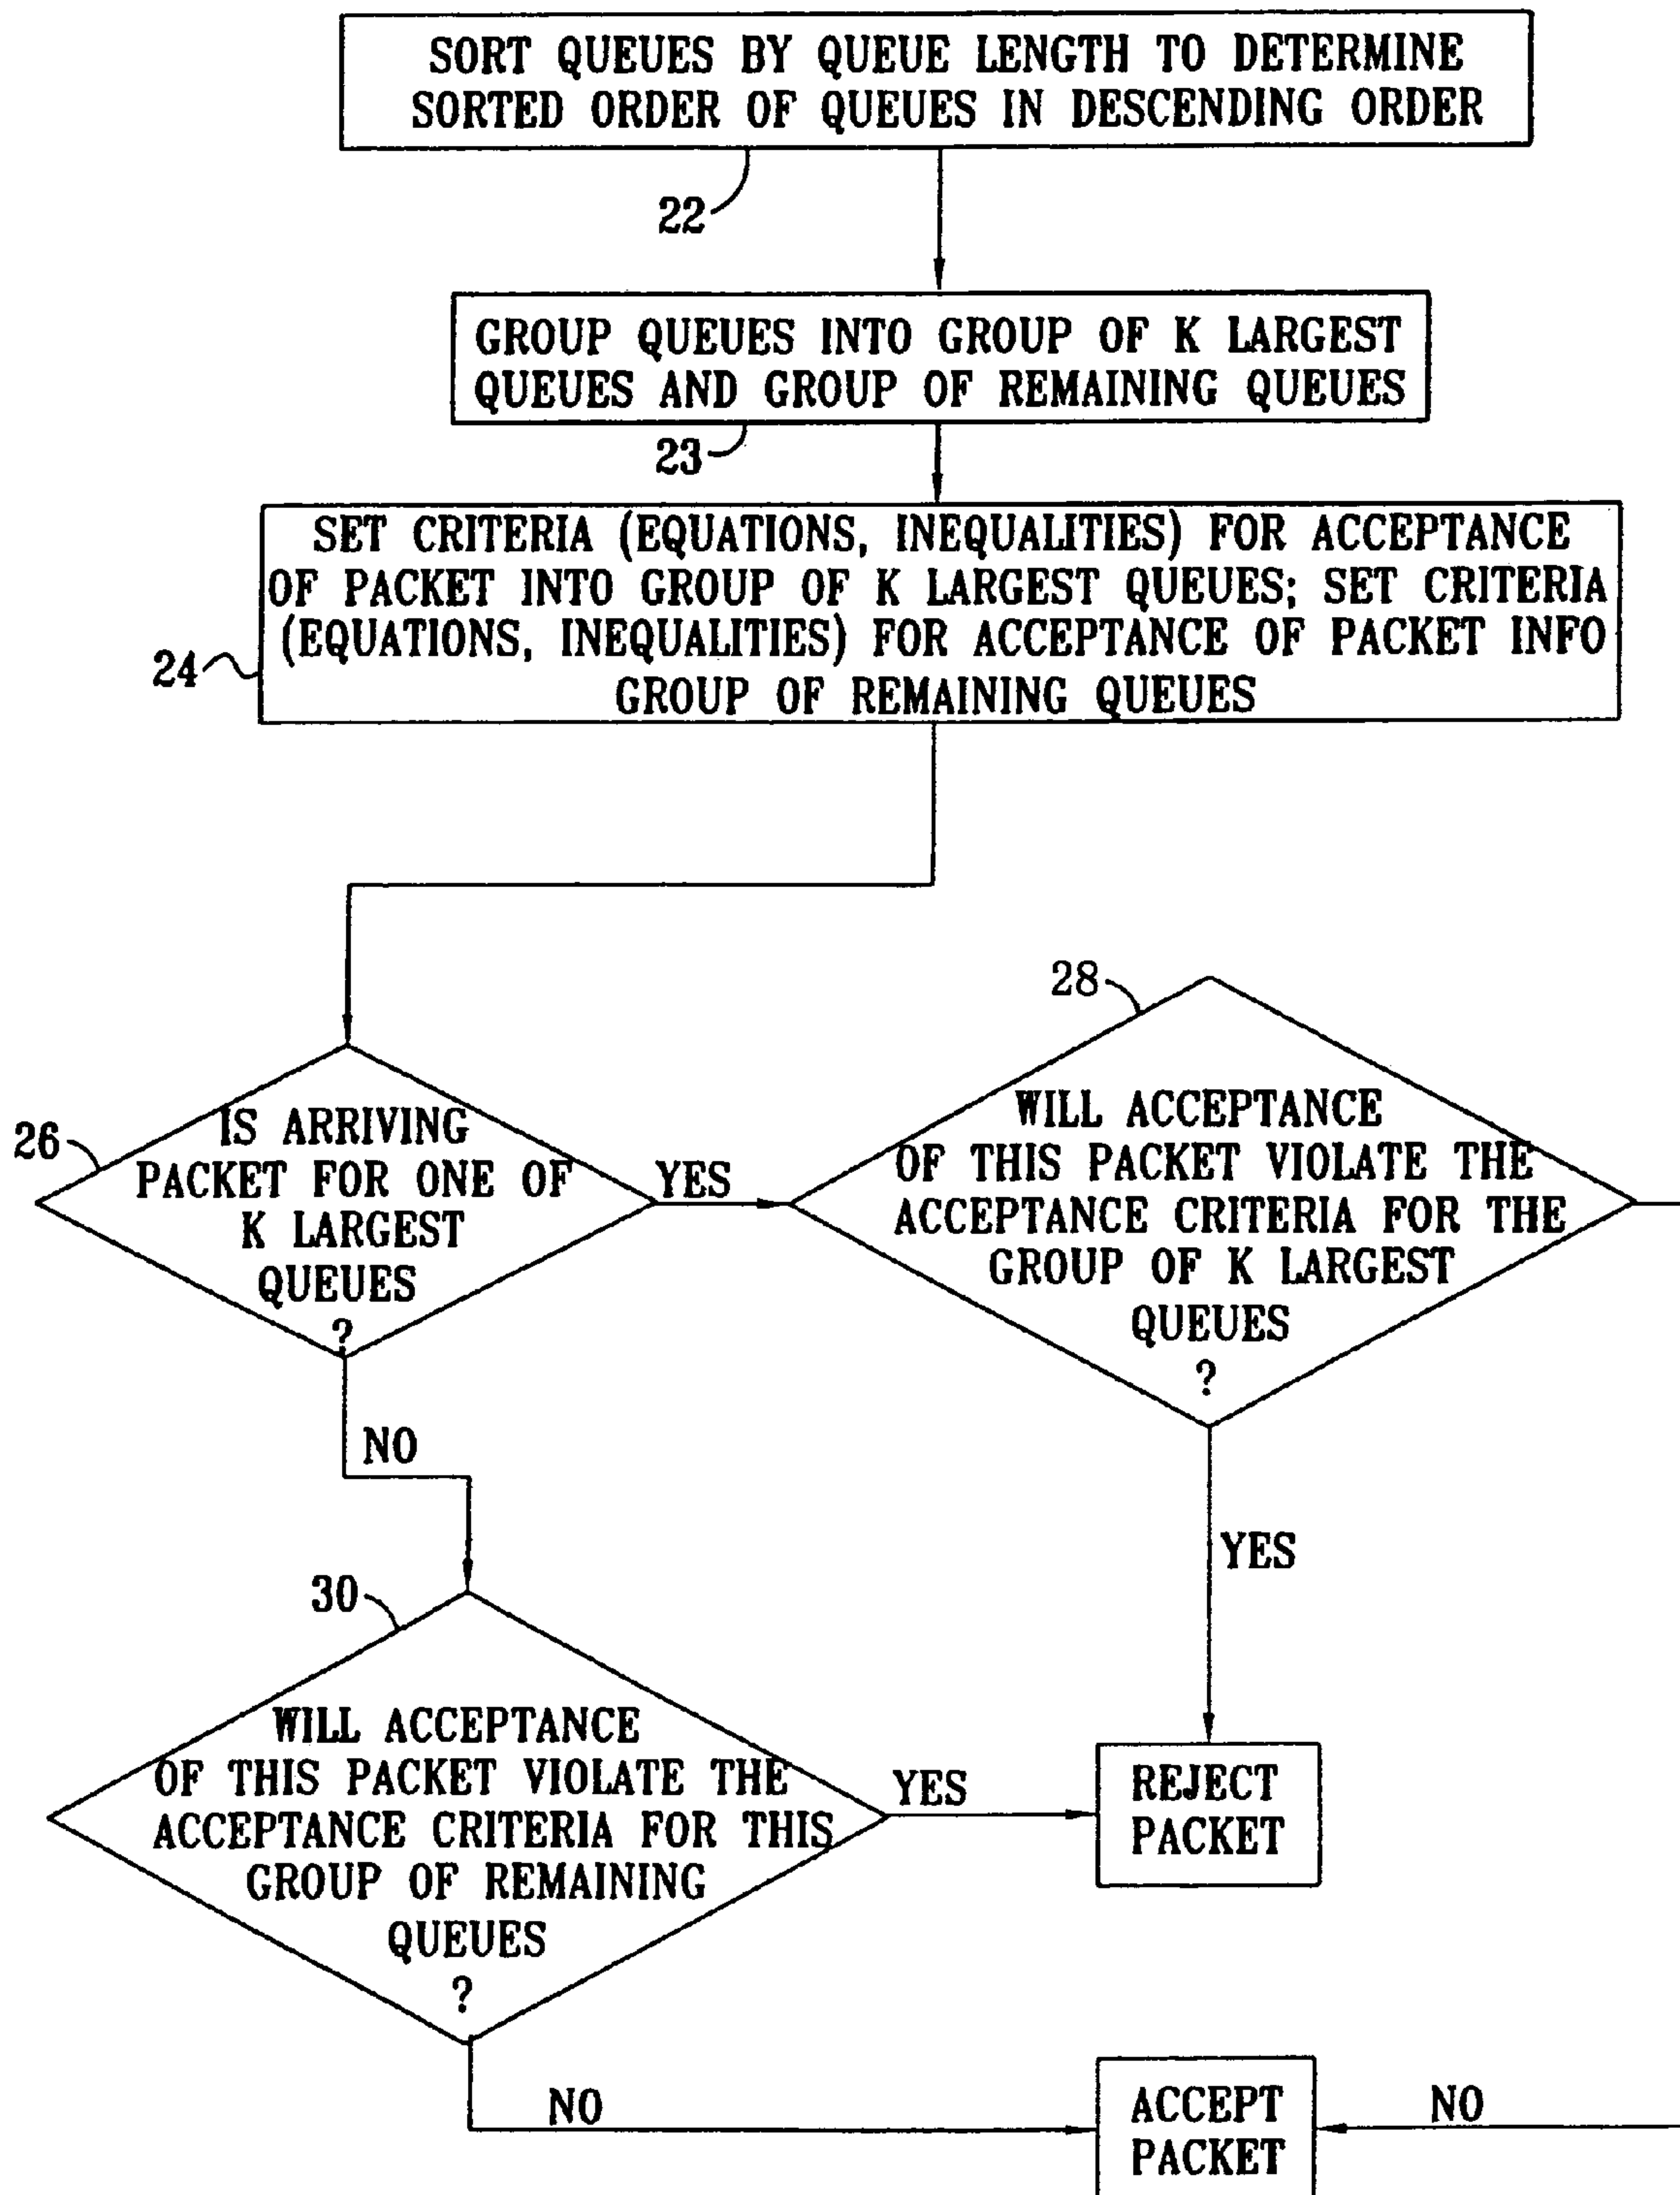 SORT QUEUES BY QUEUE LENGTH TO DETERMINE
SORTED ORDER OF QUEUES IN DESCENDING ORDER
22
GROUP QUEUES INTO GROUP OF K LARGEST
QUEUES AND GROUP OF REMAINING QUEUES
23
SET CRITERIA (EQUATIONS, INEQUALITIES) FOR ACCEPTANCE
OF PACKET INTO GROUP OF K LARGEST QUEUES; SET CRITERIA
(EQUATIONS, INEQUALITIES) FOR ACCEPTANCE OF PACKET INFO
GROUP OF REMAINING QUEUES
24
26
IS ARRIVING
PACKET FOR ONE OF
K LARGEST
QUEUES
?
YES
28
WILL ACCEPTANCE
OF THIS PACKET VIOLATE THE
ACCEPTANCE CRITERIA FOR THE
GROUP OF K LARGEST
QUEUES
?
NO
YES
30
WILL ACCEPTANCE
OF THIS PACKET VIOLATE THE
ACCEPTANCE CRITERIA FOR THIS
GROUP OF REMAINING
QUEUES
?
YES
REJECT
PACKET
NO
ACCEPT
PACKET
NO